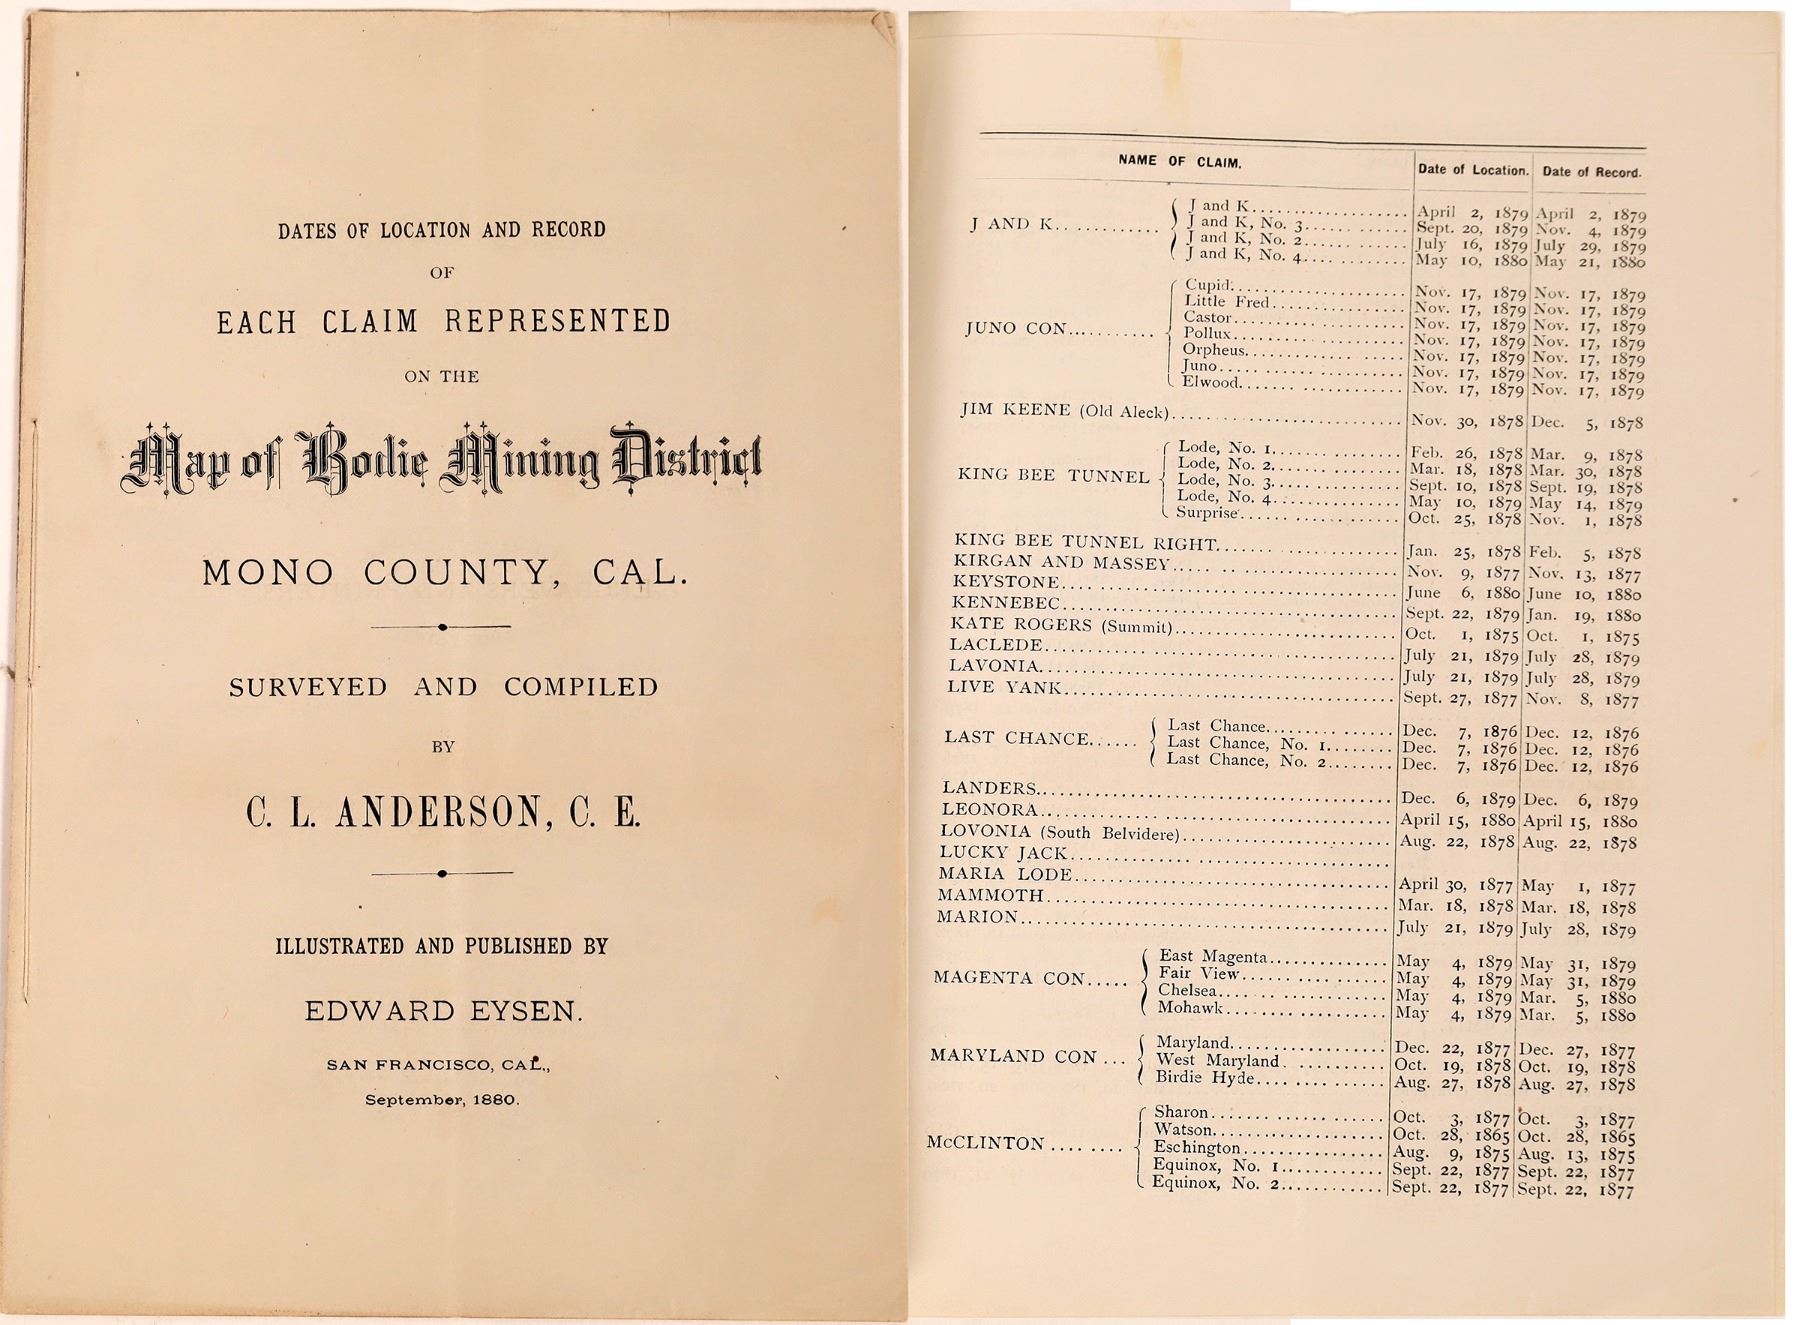 DATES OF LOCATION AND RECORD
OF
EACH CLAIM REPRESENTED
ON THE
Map of Bodie Mining District
MONO COUNTY, CAL.
SURVEYED AND COMPILED
BY
C. L. ANDERSON, C. E.
ILLUSTRATED AND PUBLISHED BY
EDWARD EYSEN.
SAN FRANCISCO, CAL.,
September, 1880.
NAME OF CLAIM. Date of Location. Date of Record.
J AND K............ J and K.................... April 2, 1879 April 2, 1879
J and K, No. 3............. Sept. 20, 1879 Nov. 4, 1879
J and K, No. 2............. July 16, 1879 July 29, 1879
J and K, No. 4............. May 10, 1880 May 21, 1880
JUNO CON............ Cupid...................... Nov. 17, 1879 Nov. 17, 1879
Little Fred................. Nov. 17, 1879 Nov. 17, 1879
Castor...................... Nov. 17, 1879 Nov. 17, 1879
Pollux...................... Nov. 17, 1879 Nov. 17, 1879
Orpheus..................... Nov. 17, 1879 Nov. 17, 1879
Juno........................ Nov. 17, 1879 Nov. 17, 1879
Elwood...................... Nov. 17, 1879 Nov. 17, 1879
JIM KEENE (Old Aleck)............................. Nov. 30, 1878 Dec. 5, 1878
KING BEE TUNNEL Lode, No. 1................ Feb. 26, 1878 Mar. 9, 1878
Lode, No. 2................ Mar. 18, 1878 Mar. 30, 1878
Lode, No. 3................ Sept. 10, 1878 Sept. 19, 1878
Lode, No. 4................ May 10, 1879 May 14, 1879
Surprise.................... Oct. 25, 1878 Nov. 1, 1878
KING BEE TUNNEL RIGHT...................... Jan. 25, 1878 Feb. 5, 1878
KIRGAN AND MASSEY........................... Nov. 9, 1877 Nov. 13, 1877
KEYSTONE........................................ June 6, 1880 June 10, 1880
KENNEBEC........................................ Sept. 22, 1879 Jan. 19, 1880
KATE ROGERS (Summit)........................... Oct. 1, 1875 Oct. 1, 1875
LACLEDE......................................... July 21, 1879 July 28, 1879
LAVONIA......................................... July 21, 1879 July 28, 1879
LIVE YANK....................................... Sept. 27, 1877 Nov. 8, 1877
LAST CHANCE...... Last Chance................ Dec. 7, 1876 Dec. 12, 1876
Last Chance, No. 1........ Dec. 7, 1876 Dec. 12, 1876
Last Chance, No. 2........ Dec. 7, 1876 Dec. 12, 1876
LANDERS......................................... Dec. 6, 1879 Dec. 6, 1879
LEONORA......................................... April 15, 1880 April 15, 1880
LOVONIA (South Belvidere)......................... Aug. 22, 1878 Aug. 22, 1878
LUCKY JACK......................................
MARIA LODE...................................... April 30, 1877 May 1, 1877
MAMMOTH......................................... Mar. 18, 1878 Mar. 18, 1878
MARION.......................................... July 21, 1879 July 28, 1879
MAGENTA CON..... East Magenta.............. May 4, 1879 May 31, 1879
Fair View.................. May 4, 1879 May 31, 1879
Chelsea.................... May 4, 1879 Mar. 5, 1880
Mohawk..................... May 4, 1879 Mar. 5, 1880
MARYLAND CON ... Maryland................... Dec. 22, 1877 Dec. 27, 1877
West Maryland............. Oct. 19, 1878 Oct. 19, 1878
Birdie Hyde................ Aug. 27, 1878 Aug. 27, 1878
McCLINTON ........ Sharon..................... Oct. 3, 1877 Oct. 3, 1877
Watson..................... Oct. 28, 1865 Oct. 28, 1865
Eschington................. Aug. 9, 1875 Aug. 13, 1875
Equinox, No. 1............ Sept. 22, 1877 Sept. 22, 1877
Equinox, No. 2............ Sept. 22, 1877 Sept. 22, 1877